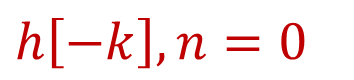 h[−k], n = 0